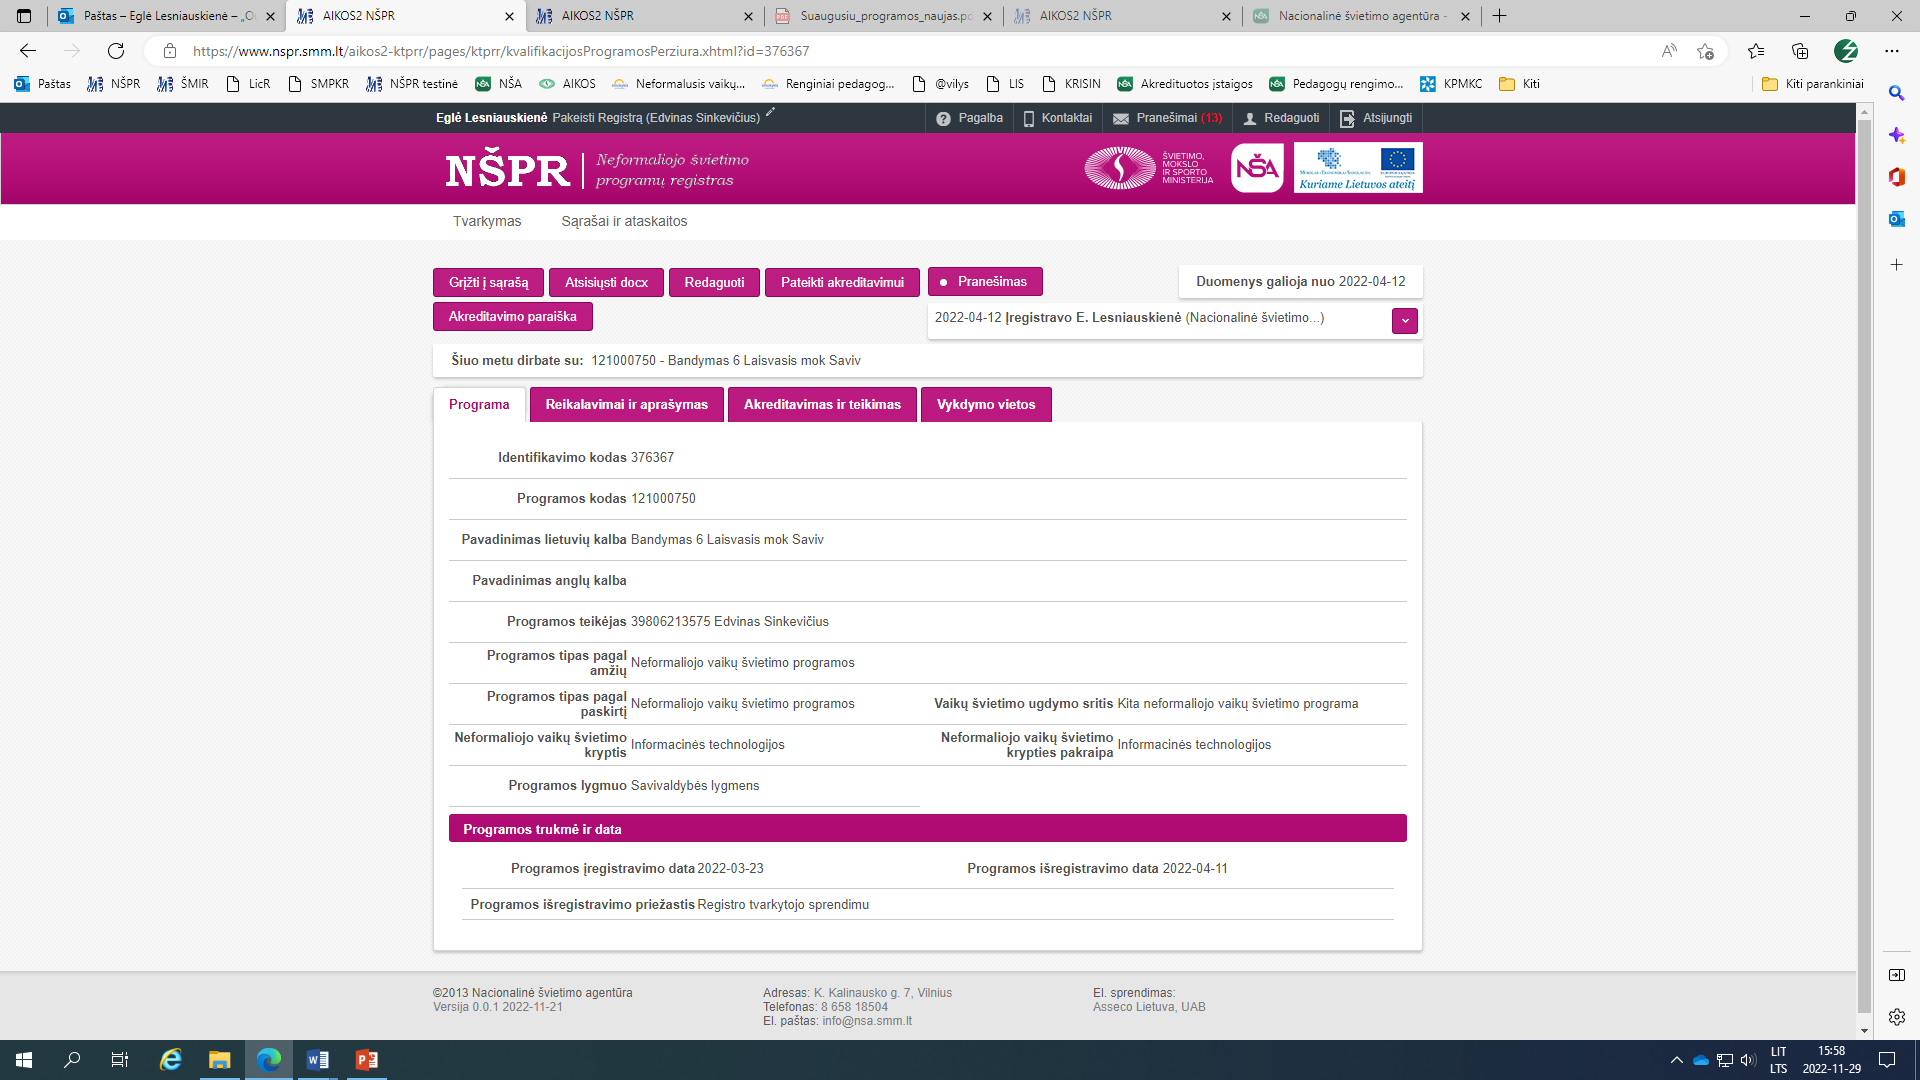 Paštas – Eglė Lesniauskienė – „Ou
AIKOS2 NŠPR
AIKOS2 NŠPR
Suaugusiu_programos_naujas.pd
AIKOS2 NŠPR
Nacionalinė švietimo agentūra -
https://www.nspr.smm.lt/aikos2-ktprr/pages/ktprr/kvalifikacijosProgramosPerziura.xhtml?id=376367
Paštas
NŠPR
ŠMIR
LicR
SMPKR
NŠPR testinė
NŠA
AIKOS
Neformalusis vaikų...
Renginiai pedagog...
@vilys
LIS
KRISIN
Akredituotos įstaigos
Pedagogų rengimo...
KPMKC
Kiti
Kiti parankiniai
Eglė Lesniauskienė Pakeisti Registrą (Edvinas Sinkevičius)
Pagalba
Kontaktai
Pranešimai (13)
Redaguoti
Atsijungti
NŠPR
Neformaliojo švietimo
programų registras
ŠVIETIMO,
MOKSLO
IR SPORTO
MINISTERIJA
NŠA
Kuriame Lietuvos ateitį
Tvarkymas
Sąrašai ir ataskaitos
Grįžti į sąrašą
Atsisiųsti docx
Redaguoti
Pateikti akreditavimui
Pranešimas
Duomenys galioja nuo 2022-04-12
Akreditavimo paraiška
2022-04-12 Įregistravo E. Lesniauskienė (Nacionalinė švietimo...)
Šiuo metu dirbate su: 121000750 - Bandymas 6 Laisvasis mok Saviv
Programa
Reikalavimai ir aprašymas
Akreditavimas ir teikimas
Vykdymo vietos
Identifikavimo kodas 376367
Programos kodas 121000750
Pavadinimas lietuvių kalba Bandymas 6 Laisvasis mok Saviv
Pavadinimas anglų kalba
Programos teikėjas 39806213575 Edvinas Sinkevičius
Programos tipas pagal
amžių Neformaliojo vaikų švietimo programos
Programos tipas pagal
paskirtį Neformaliojo vaikų švietimo programos
Vaikų švietimo ugdymo sritis Kita neformaliojo vaikų švietimo programa
Neformaliojo vaikų švietimo
kryptis Informacinės technologijos
Neformaliojo vaikų švietimo
krypties pakraipa Informacinės technologijos
Programos lygmuo Savivaldybės lygmens
Programos trukmė ir data
Programos įregistravimo data 2022-03-23
Programos išregistravimo data 2022-04-11
Programos išregistravimo priežastis Registro tvarkytojo sprendimu
©2013 Nacionalinė švietimo agentūra
Versija 0.0.1 2022-11-21
Adresas: K. Kalinausko g. 7, Vilnius
Telefonas: 8 658 18504
El. paštas: info@nsa.smm.lt
El. sprendimas:
Asseco Lietuva, UAB
LIT
LTS
15:58
2022-11-29